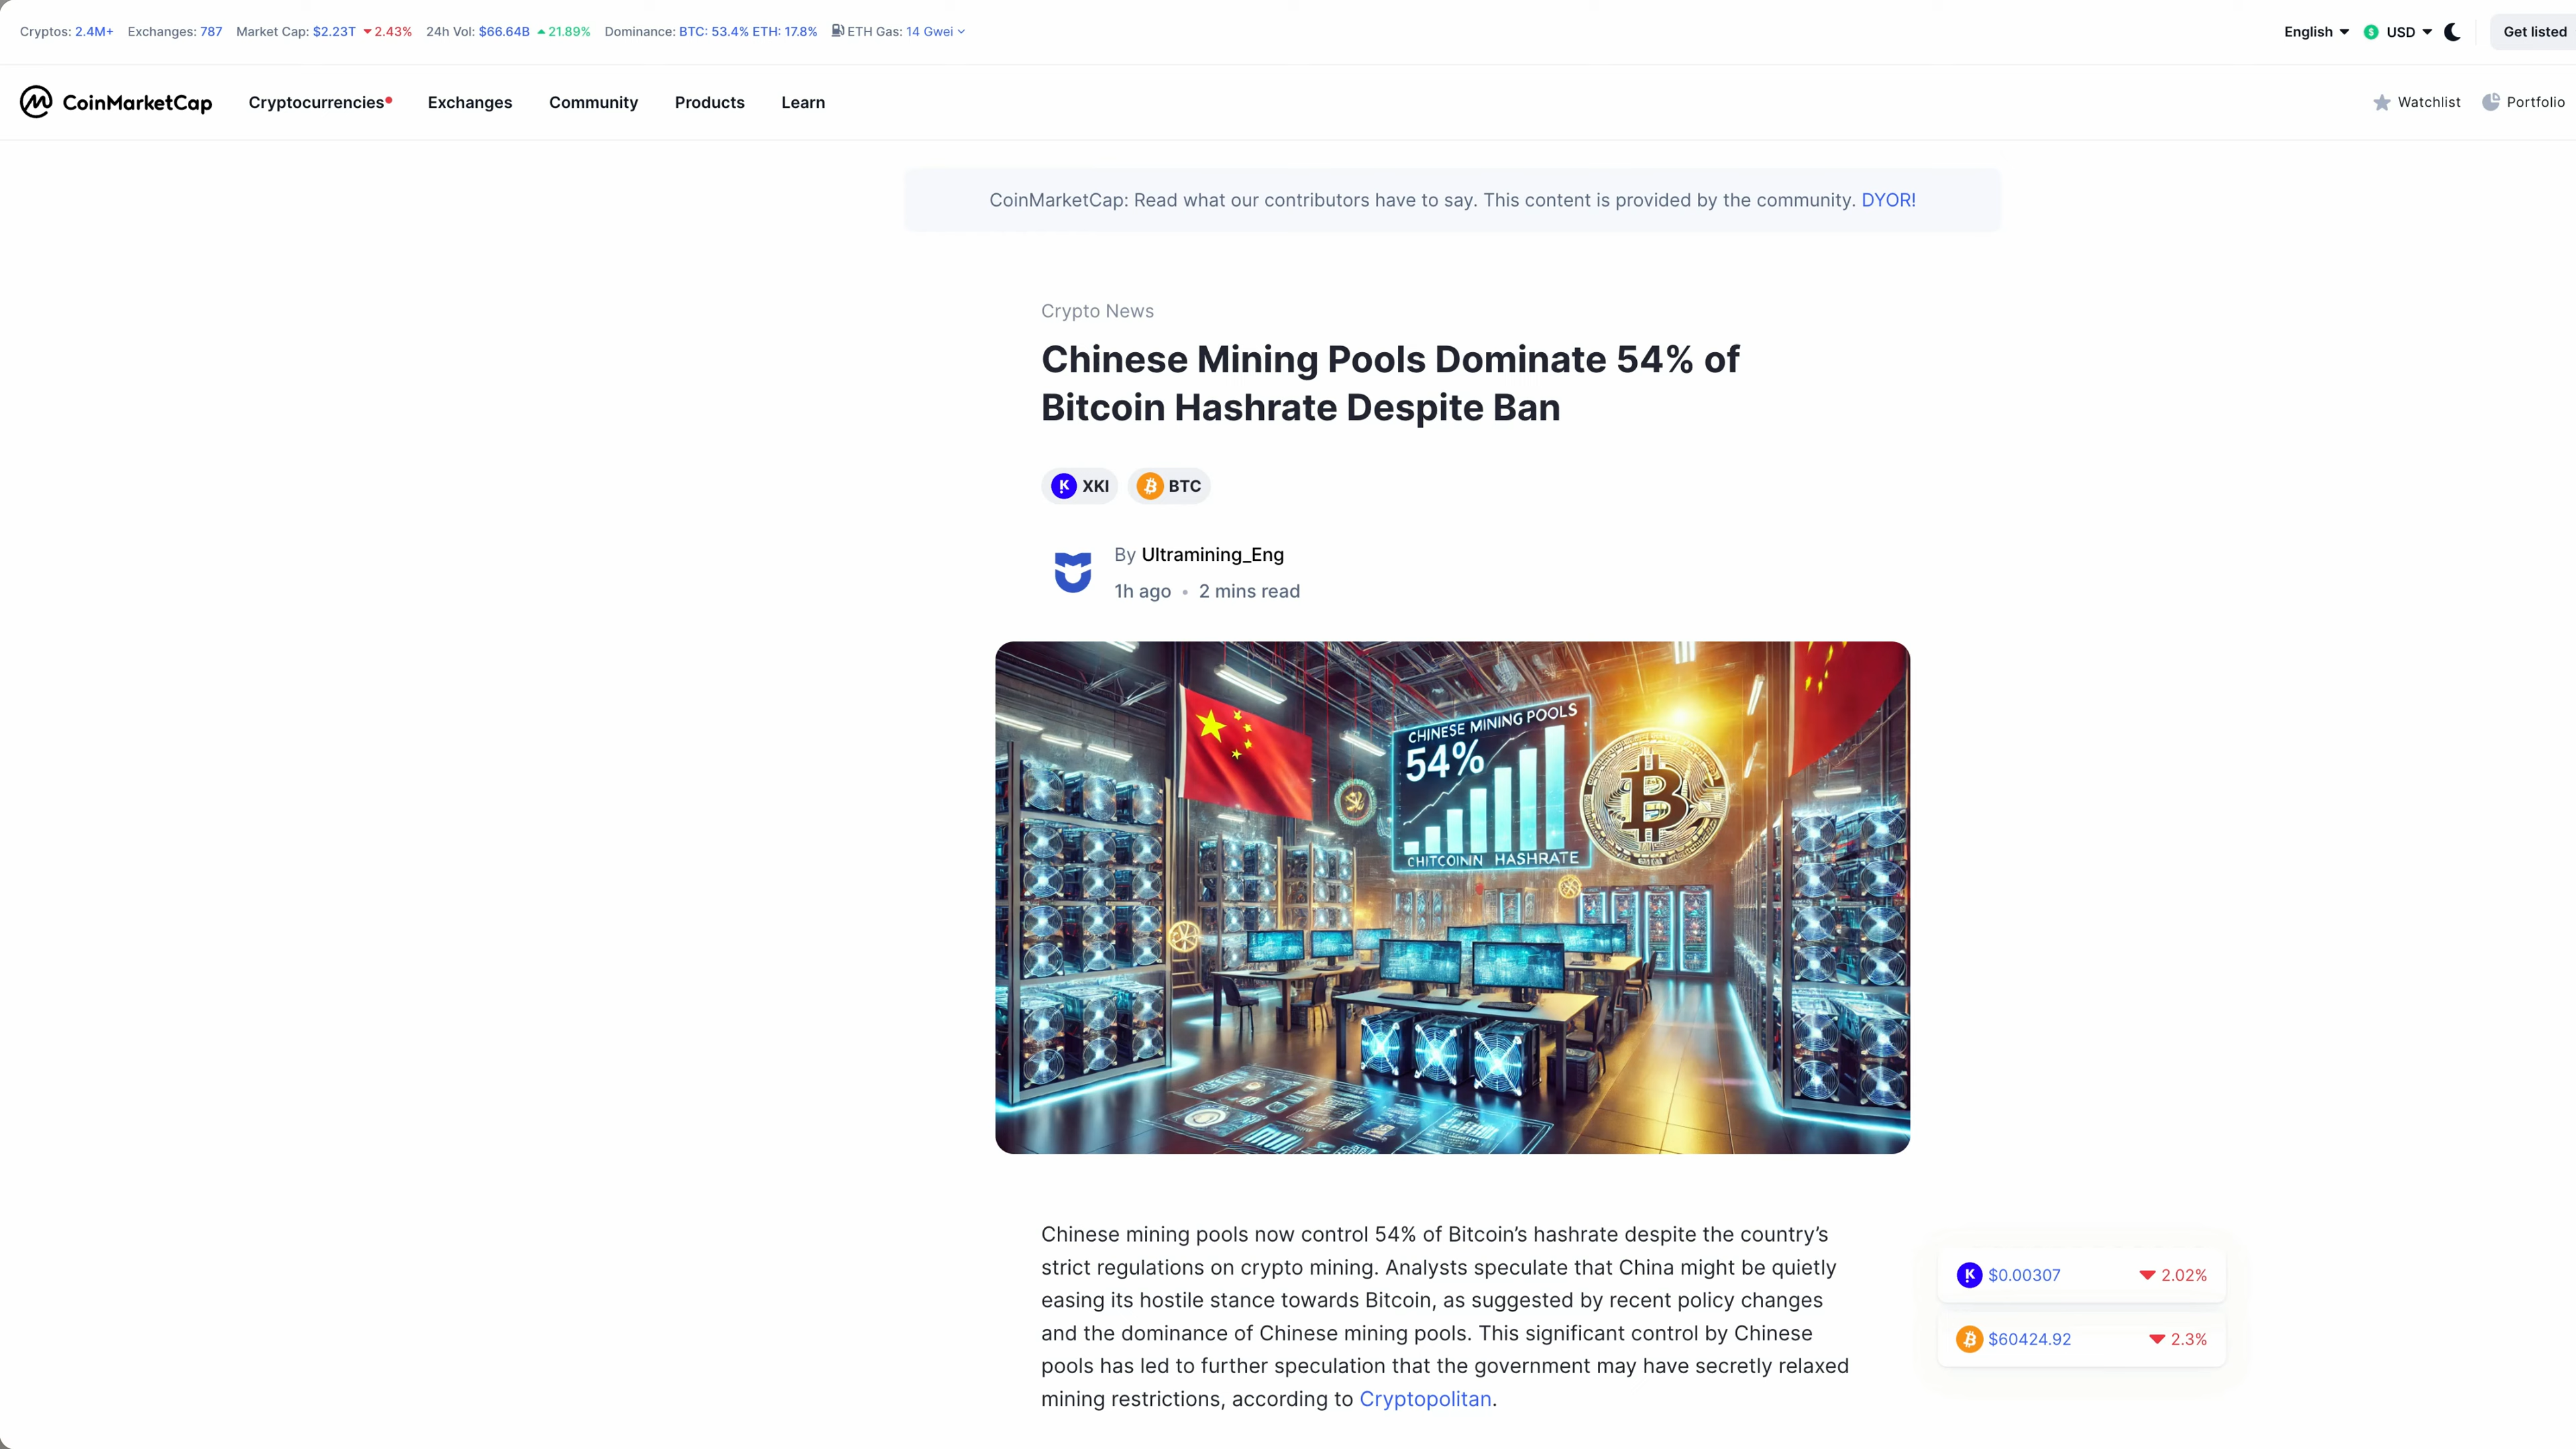 Cryptos: 2.4M+ Exchanges: 787 Market Cap: $2.23T 2.43% 24h Vol: $66.64B 21.89% Dominance: BTC: 53.4% ETH: 17.8% ETH Gas: 14 Gwei English USD Get listed
CoinMarketCap Cryptocurrencies Exchanges Community Products Learn Watchlist Portfolio
CoinMarketCap: Read what our contributors have to say. This content is provided by the community. DYOR!
Crypto News
Chinese Mining Pools Dominate 54% of
Bitcoin Hashrate Despite Ban
XKI BTC
By Ultramining_Eng
1h ago • 2 mins read
CHINESE MINING POOLS
54%
CHITCOINN HASHRATE
Chinese mining pools now control 54% of Bitcoin’s hashrate despite the country’s
strict regulations on crypto mining. Analysts speculate that China might be quietly
easing its hostile stance towards Bitcoin, as suggested by recent policy changes
and the dominance of Chinese mining pools. This significant control by Chinese
pools has led to further speculation that the government may have secretly relaxed
mining restrictions, according to Cryptopolitan.
$0.00307 2.02%
$60424.92 2.3%